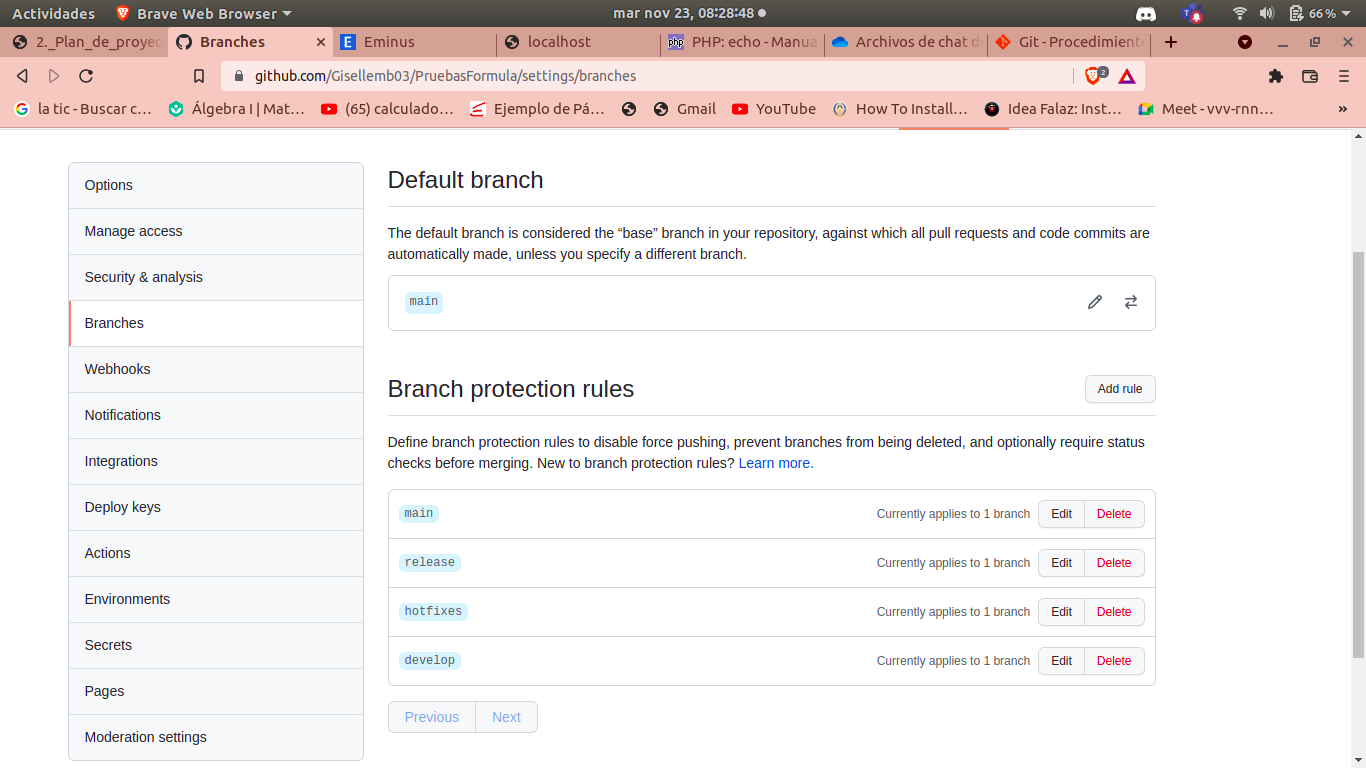 Actividades Brave Web Browser mar nov 23, 08:28:48 66 %
2._Plan_de_proyec Branches Eminus localhost PHP: echo - Manua Archivos de chat d Git - Procedimiento
github.com/Gisellemb03/PruebasFormula/settings/branches 2
la tic - Buscar c… Álgebra I | Mat… (65) calculado… Ejemplo de Pá… Gmail YouTube How To Install… Idea Falaz: Inst… Meet - vvv-rnn… »
Options
Manage access
Security & analysis
Branches
Webhooks
Notifications
Integrations
Deploy keys
Actions
Environments
Secrets
Pages
Moderation settings
Default branch
The default branch is considered the “base” branch in your repository, against which all pull requests and code commits are
automatically made, unless you specify a different branch.
main
Branch protection rules Add rule
Define branch protection rules to disable force pushing, prevent branches from being deleted, and optionally require status
checks before merging. New to branch protection rules? Learn more.
main Currently applies to 1 branch Edit Delete
release Currently applies to 1 branch Edit Delete
hotfixes Currently applies to 1 branch Edit Delete
develop Currently applies to 1 branch Edit Delete
Previous Next